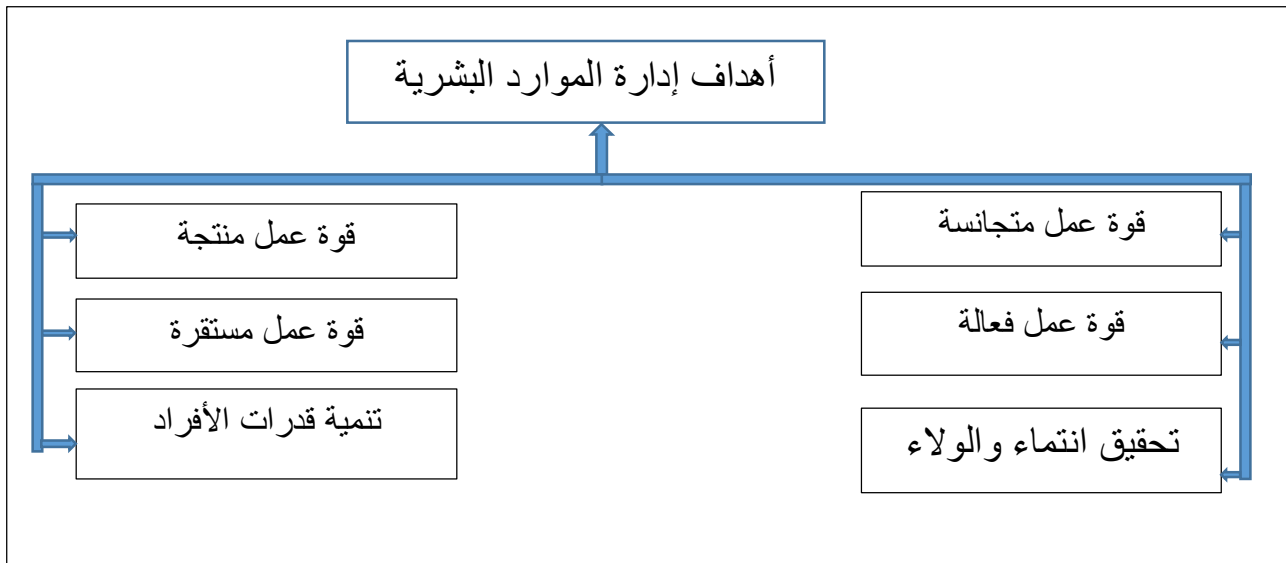 أهداف إدارة الموارد البشرية
قوة عمل متجانسة
قوة عمل منتجة
قوة عمل فعالة
قوة عمل مستقرة
تحقيق انتماء والولاء
تنمية قدرات الأفراد